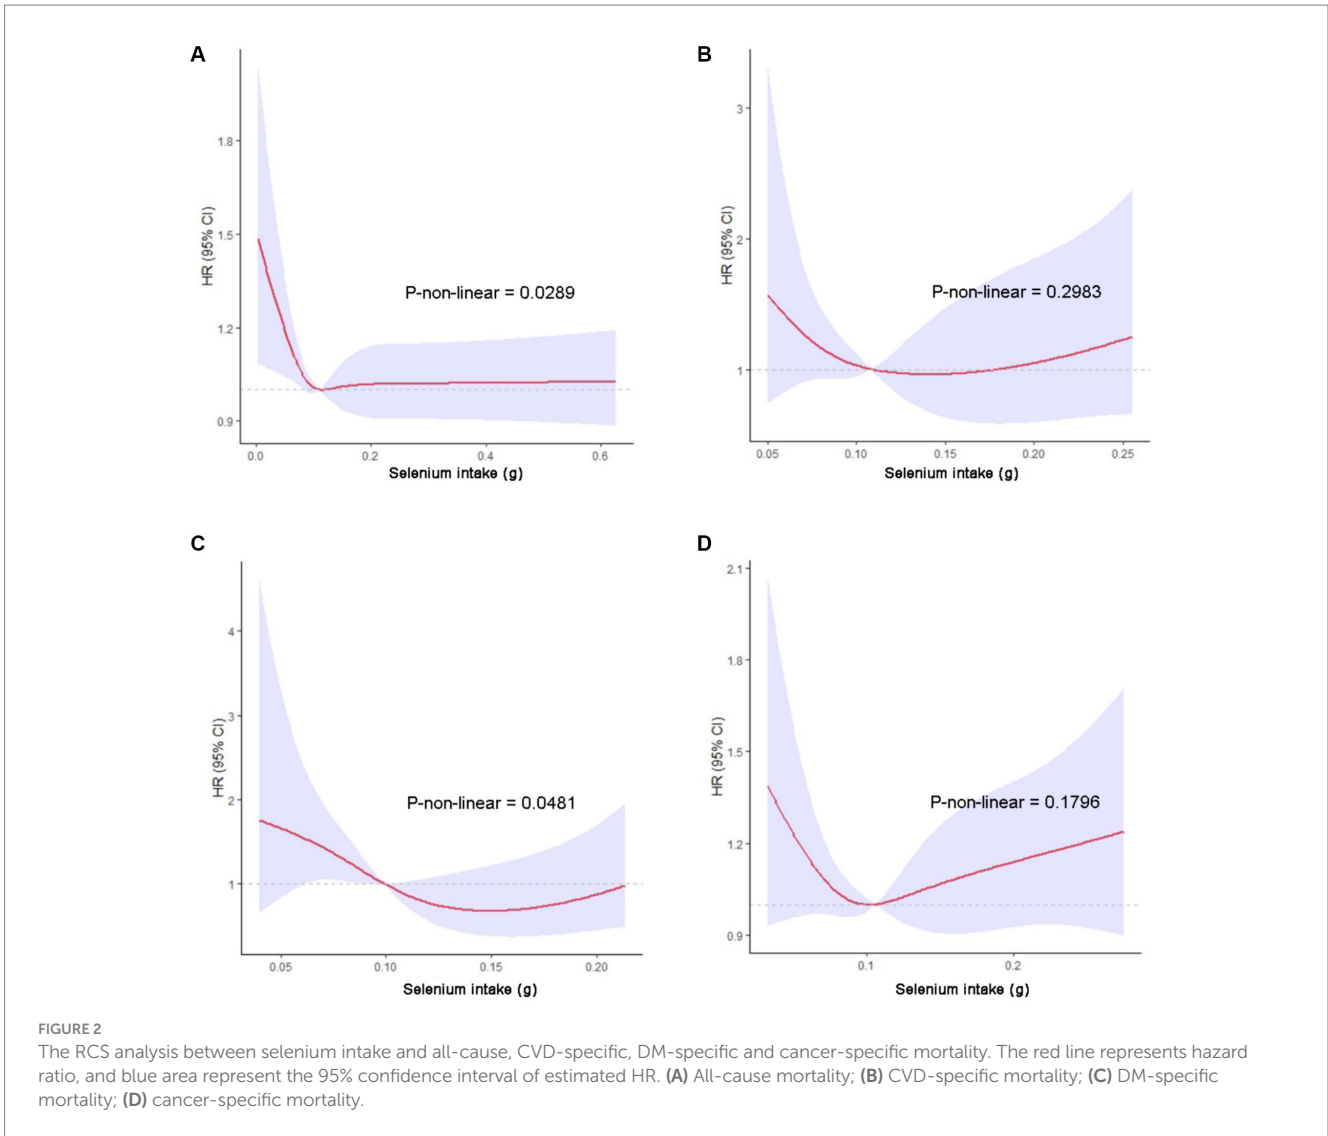 A
HR (95% CI)
1.8
1.5
1.2
0.9
P-non-linear = 0.0289
0.0 0.2 0.4 0.6
Selenium intake (g)
B
HR (95% CI)
3
2
1
P-non-linear = 0.2983
0.05 0.10 0.15 0.20 0.25
Selenium intake (g)
C
HR (95% CI)
4
3
2
1
P-non-linear = 0.0481
0.05 0.10 0.15 0.20
Selenium intake (g)
D
HR (95% CI)
2.1
1.8
1.5
1.2
0.9
P-non-linear = 0.1796
0.1 0.2
Selenium intake (g)
FIGURE 2
The RCS analysis between selenium intake and all-cause, CVD-specific, DM-specific and cancer-specific mortality. The red line represents hazard
ratio, and blue area represent the 95% confidence interval of estimated HR. (A) All-cause mortality; (B) CVD-specific mortality; (C) DM-specific
mortality; (D) cancer-specific mortality.